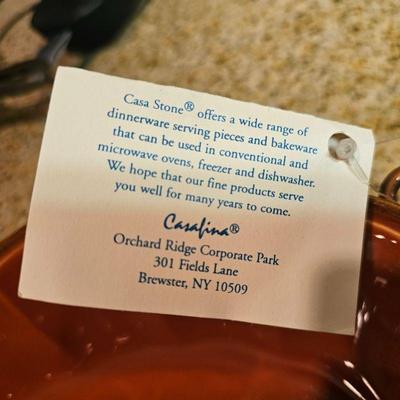 Casa Stone® offers a wide range of
dinnerware serving pieces and bakeware
that can be used in conventional and
microwave ovens, freezer and dishwasher.
We hope that our fine products serve
you well for many years to come.
Casafina®
Orchard Ridge Corporate Park
301 Fields Lane
Brewster, NY 10509